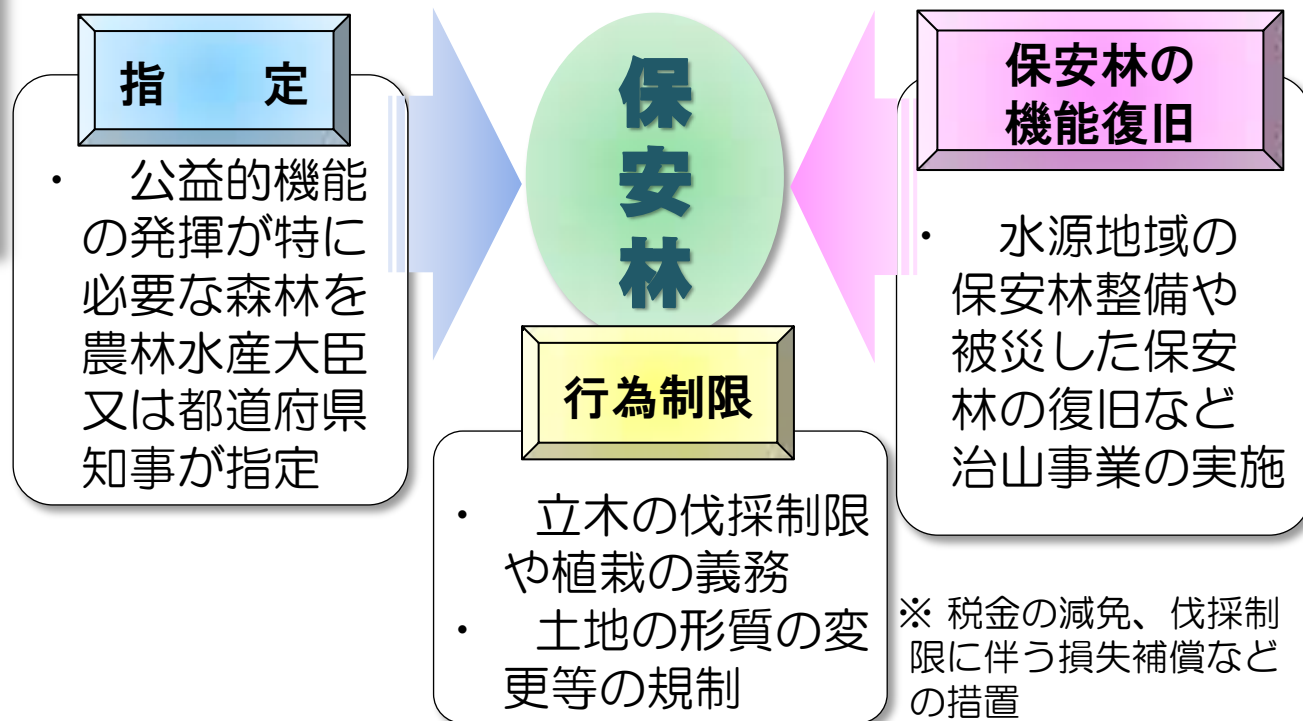 指　定
・　公益的機能
の発揮が特に
必要な森林を
農林水産大臣
又は都道府県
知事が指定
保
安
林
行為制限
・　立木の伐採制限
や植栽の義務
・　土地の形質の変
更等の規制
保安林の
機能復旧
・　水源地域の
保安林整備や
被災した保安
林の復旧など
治山事業の実施
※ 税金の減免、伐採制
限に伴う損失補償など
の措置